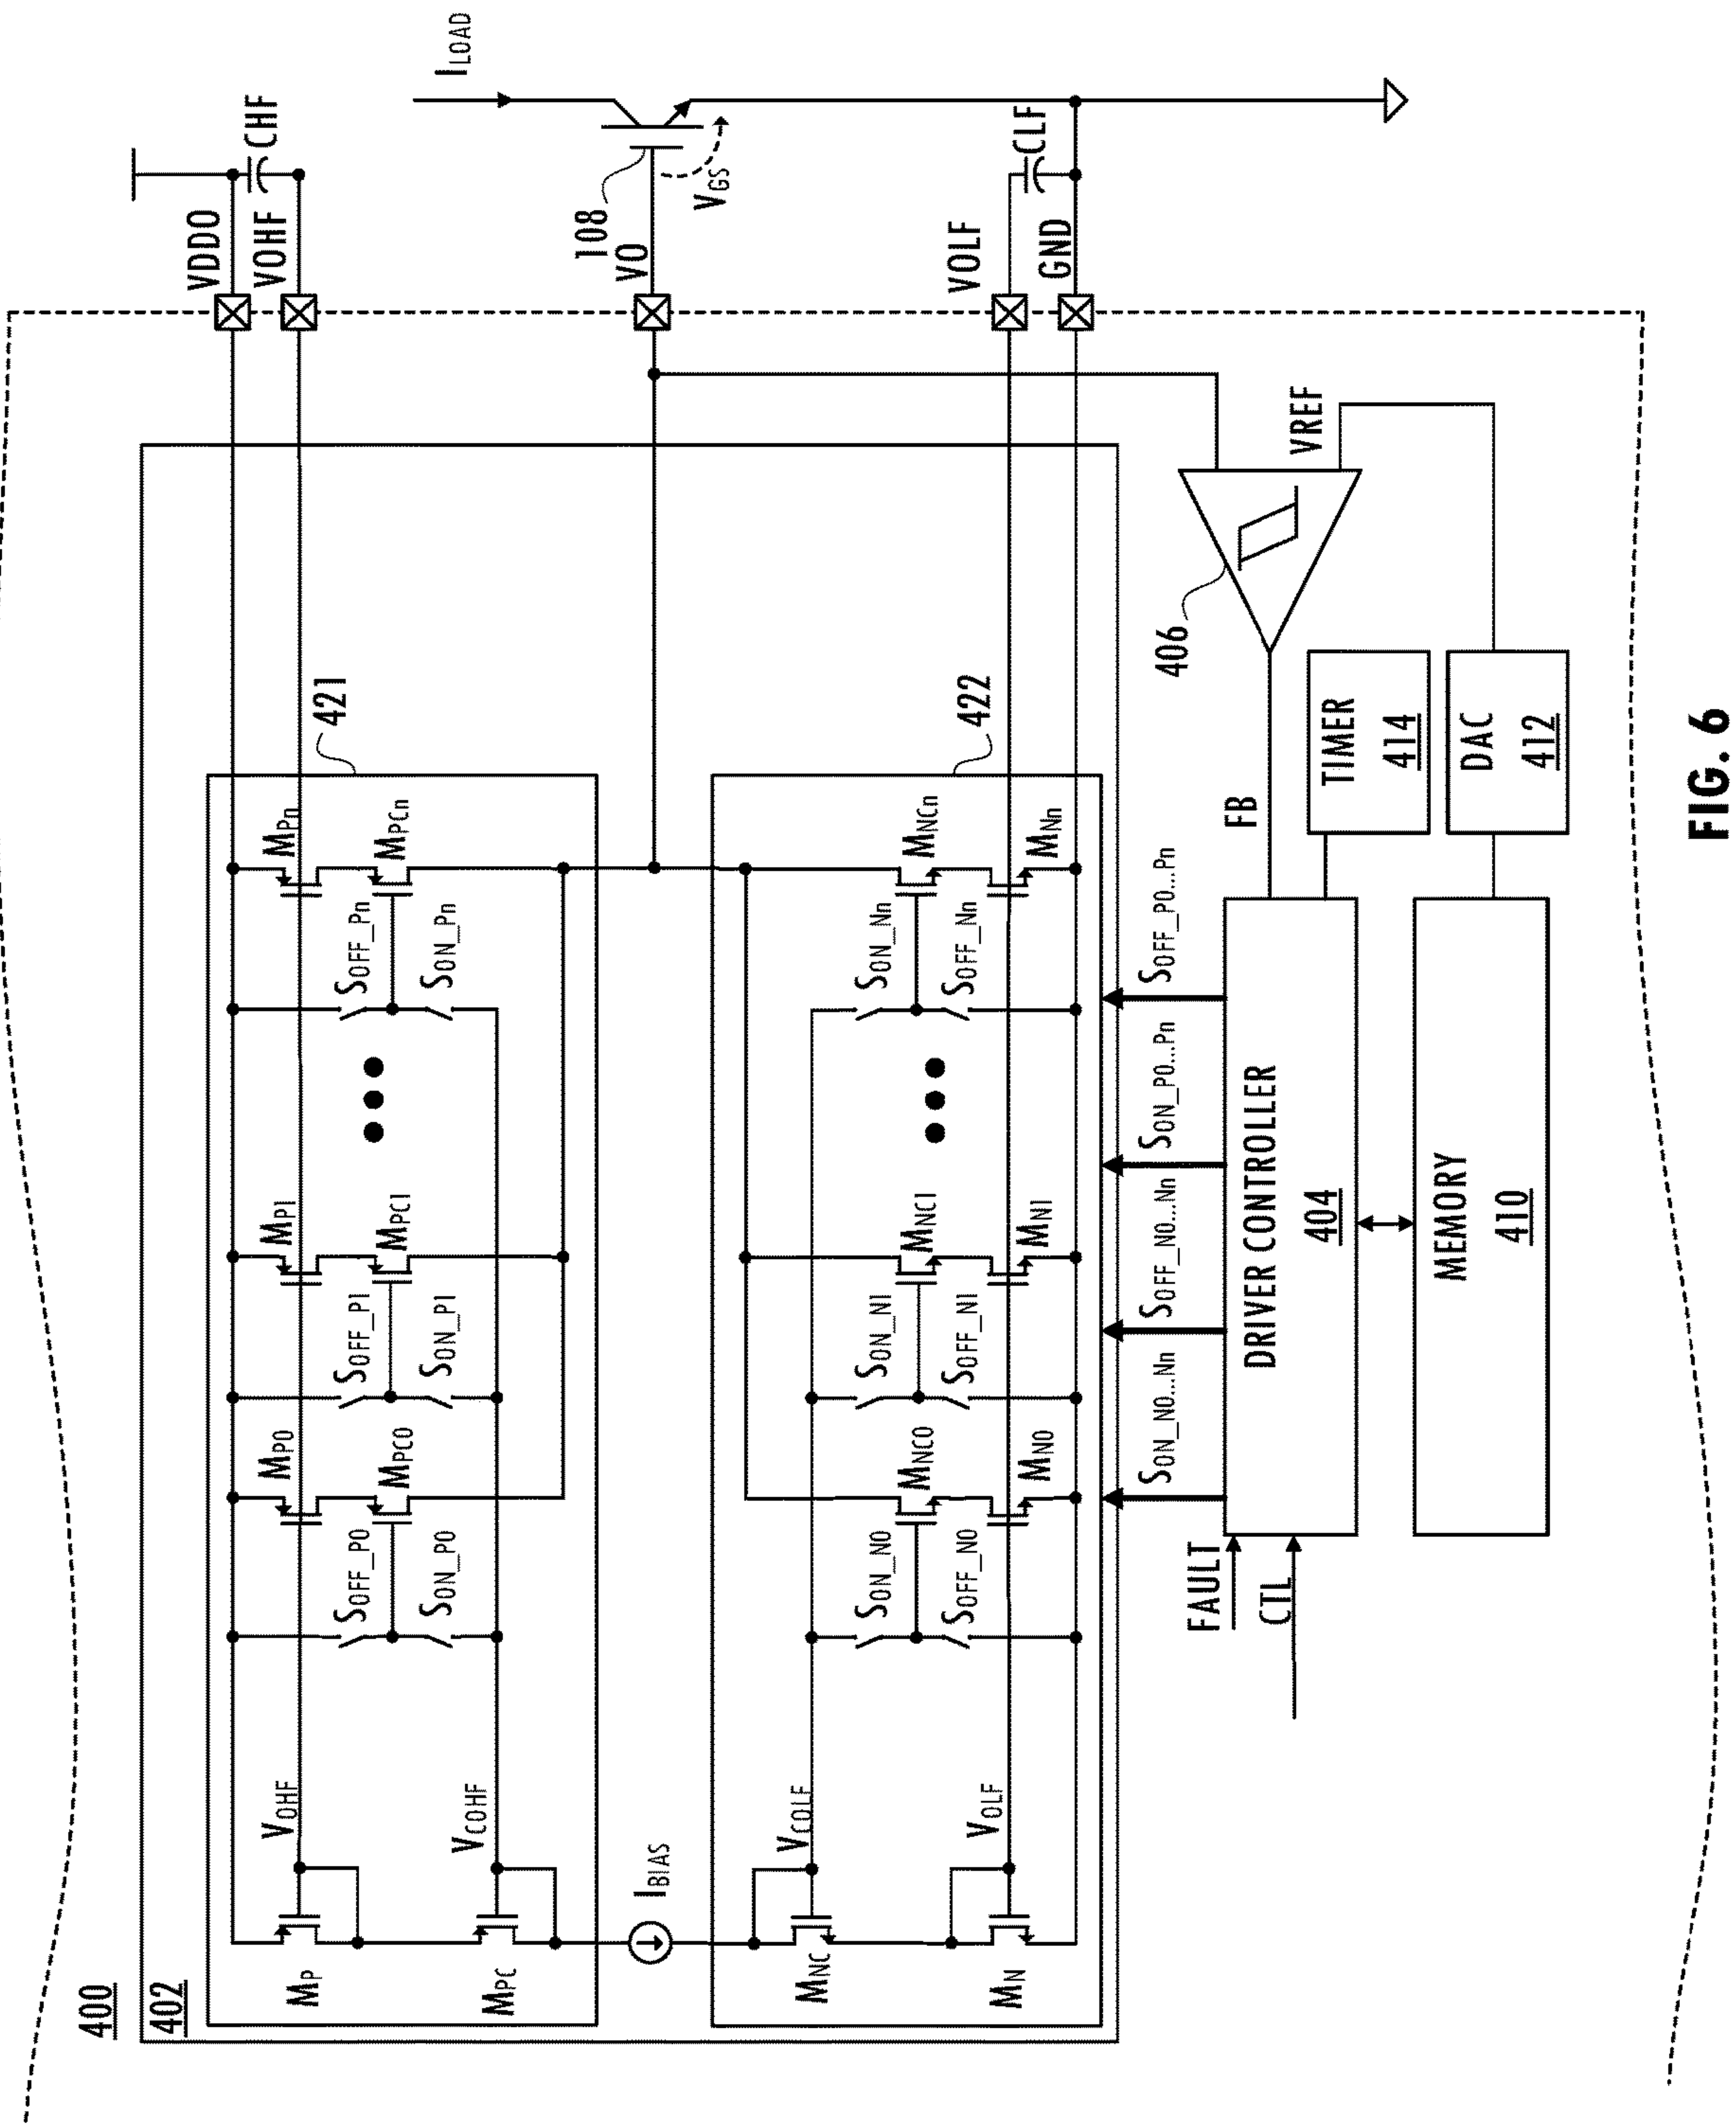 400
402
421
422
VDDO
CHF
VOHF
ILOAD
108
VO
VGS
VOLF
CLF
GND
MP
VOHF
MPC
VCOHF
IBIAS
MNC
VCOLF
MN
VOLF
MP0
SOFF_P0
MPC0
SON_P0
MP1
SOFF_P1
MPC1
SON_P1
MPn
SOFF_Pn
MPCn
SON_Pn
SON_N0
MNC0
SOFF_N0
MN0
SON_N1
MNC1
SOFF_N1
MN1
SON_Nn
MNCn
SOFF_Nn
MNn
SON_N0...Nn
SOFF_N0...Nn
SON_P0...Pn
SOFF_P0...Pn
FAULT
CTL
DRIVER CONTROLLER
404
FB
406
VREF
TIMER
414
MEMORY
410
DAC
412
FIG. 6